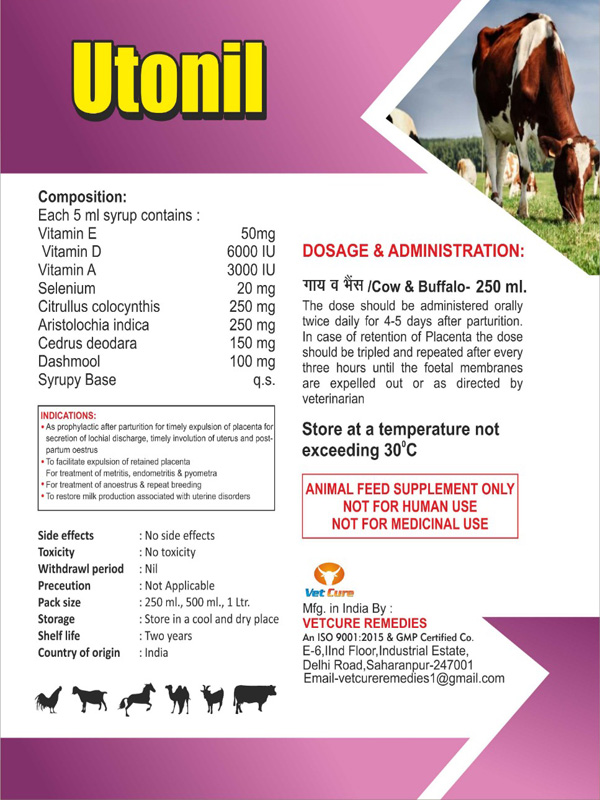 Utonil
Composition:
Each 5 ml syrup contains :
Vitamin E 50mg
Vitamin D 6000 IU
Vitamin A 3000 IU
Selenium 20 mg
Citrullus colocynthis 250 mg
Aristolochia indica 250 mg
Cedrus deodara 150 mg
Dashmool 100 mg
Syrupy Base q.s.
INDICATIONS:
• As prophylactic after parturition for timely expulsion of placenta for
secretion of lochial discharge, timely involution of uterus and post-
partum oestrus
• To facilitate expulsion of retained placenta
For treatment of metritis, endometritis & pyometra
• For treatment of anoestrus & repeat breeding
• To restore milk production associated with uterine disorders
Side effects : No side effects
Toxicity : No toxicity
Withdrawl period : Nil
Preceution : Not Applicable
Pack size : 250 ml., 500 ml., 1 Ltr.
Storage : Store in a cool and dry place
Shelf life : Two years
Country of origin : India
DOSAGE & ADMINISTRATION:
गाय व भैंस /Cow & Buffalo- 250 ml.
The dose should be administered orally
twice daily for 4-5 days after parturition.
In case of retention of Placenta the dose
should be tripled and repeated after every
three hours until the foetal membranes
are expelled out or as directed by
veterinarian
Store at a temperature not
exceeding 30⁰C
ANIMAL FEED SUPPLEMENT ONLY
NOT FOR HUMAN USE
NOT FOR MEDICINAL USE
Vet Cure
Mfg. in India By :
VETCURE REMEDIES
An ISO 9001:2015 & GMP Certified Co.
E-6,IInd Floor,Industrial Estate,
Delhi Road,Saharanpur-247001
Email-vetcureremedies1@gmail.com